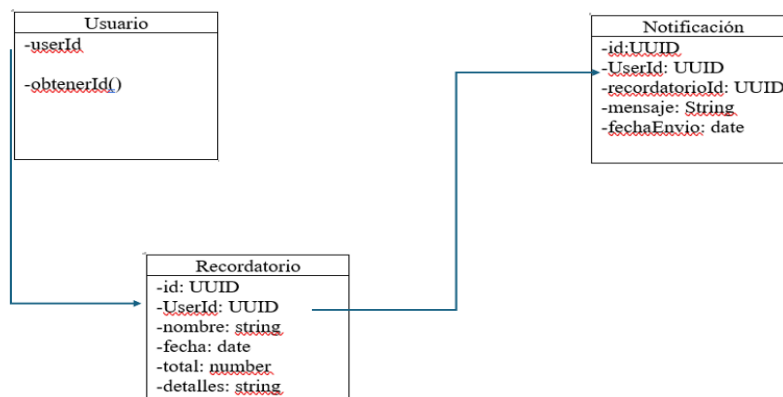 Usuario
-userId
-obtenerId()
Notificación
-id:UUID
-UserId: UUID
-recordatorioId: UUID
-mensaje: String
-fechaEnvio: date
Recordatorio
-id: UUID
-UserId: UUID
-nombre: string
-fecha: date
-total: number
-detalles: string